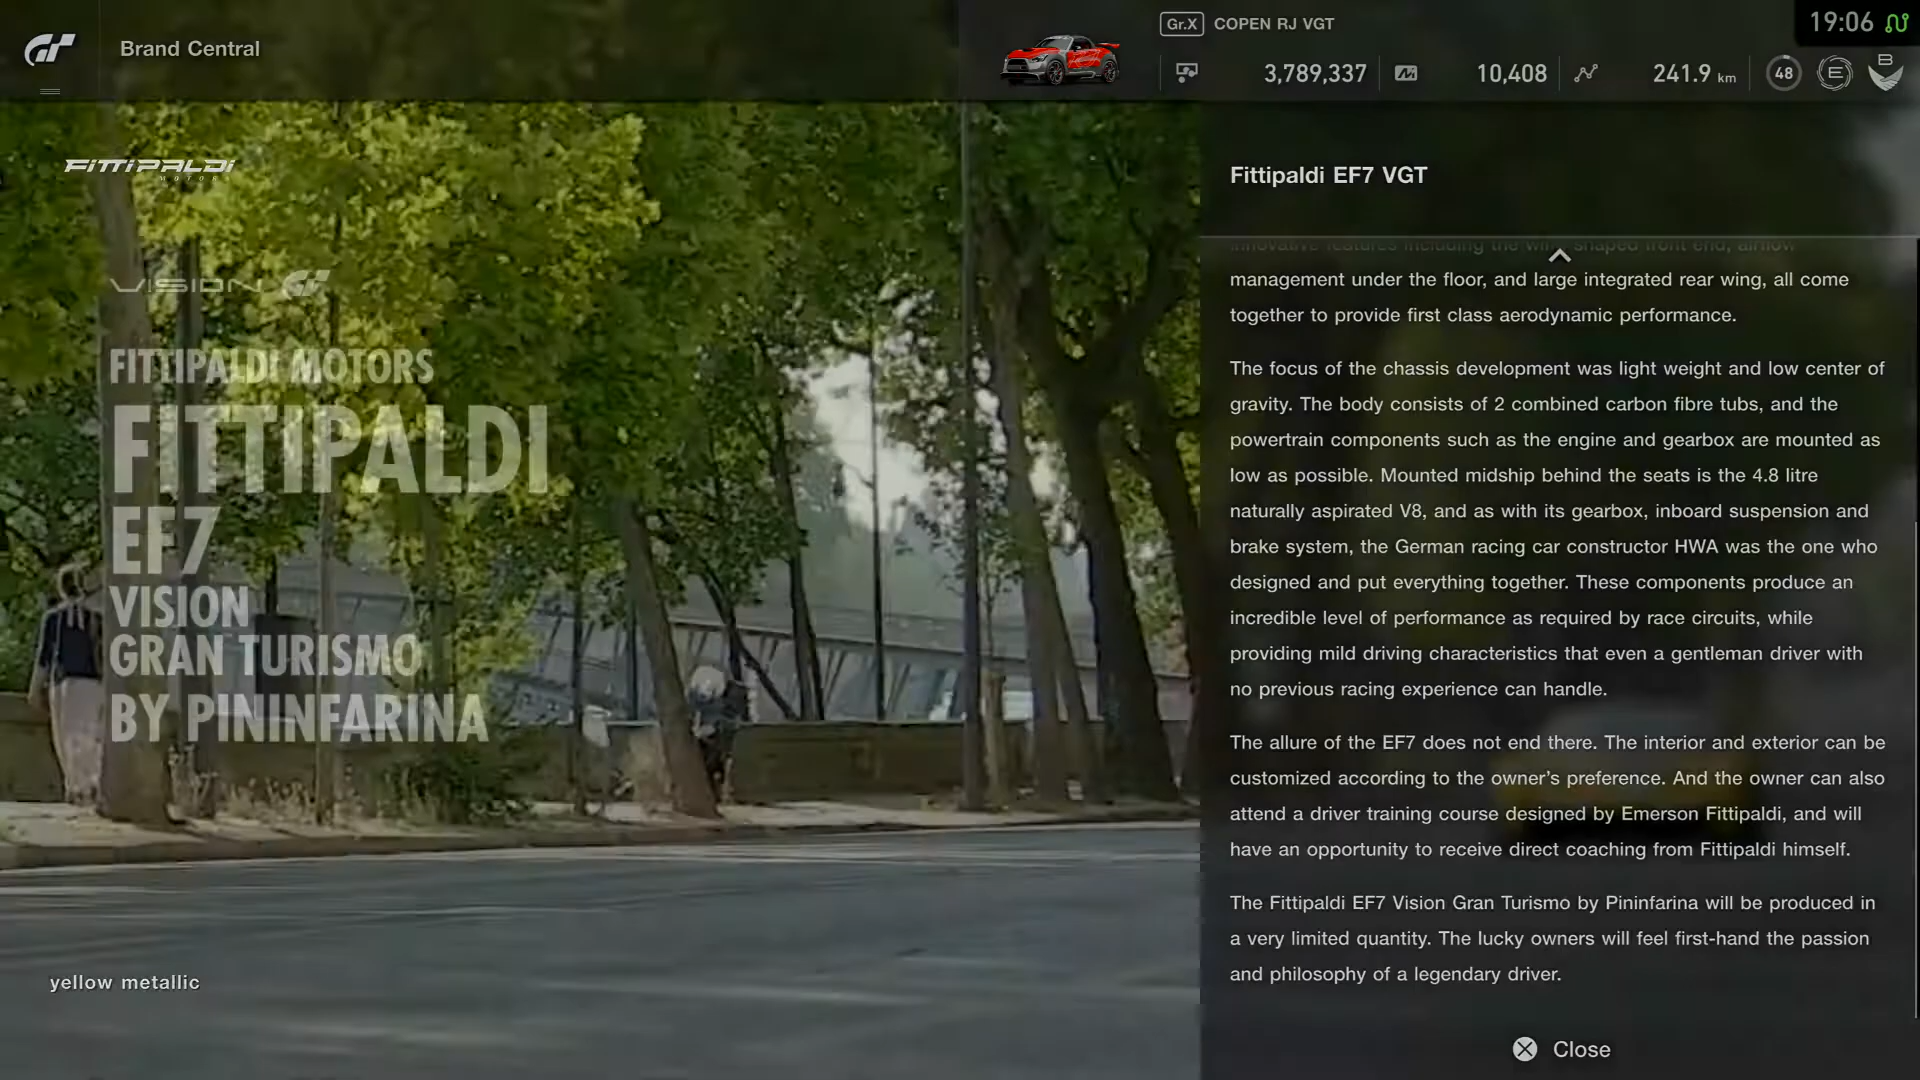 Brand Central
Gr.X COPEN RJ VGT
19:06
3,789,337
10,408
241.9 km
48
E
B
FITTIPALDI
MOTORS
VISION GT
FITTIPALDI MOTORS
FITTIPALDI
EF7
VISION
GRAN TURISMO
BY PININFARINA
yellow metallic
Fittipaldi EF7 VGT
innovative features including the wing shaped front end, airflow
management under the floor, and large integrated rear wing, all come
together to provide first class aerodynamic performance.
The focus of the chassis development was light weight and low center of
gravity. The body consists of 2 combined carbon fibre tubs, and the
powertrain components such as the engine and gearbox are mounted as
low as possible. Mounted midship behind the seats is the 4.8 litre
naturally aspirated V8, and as with its gearbox, inboard suspension and
brake system, the German racing car constructor HWA was the one who
designed and put everything together. These components produce an
incredible level of performance as required by race circuits, while
providing mild driving characteristics that even a gentleman driver with
no previous racing experience can handle.
The allure of the EF7 does not end there. The interior and exterior can be
customized according to the owner's preference. And the owner can also
attend a driver training course designed by Emerson Fittipaldi, and will
have an opportunity to receive direct coaching from Fittipaldi himself.
The Fittipaldi EF7 Vision Gran Turismo by Pininfarina will be produced in
a very limited quantity. The lucky owners will feel first-hand the passion
and philosophy of a legendary driver.
Close